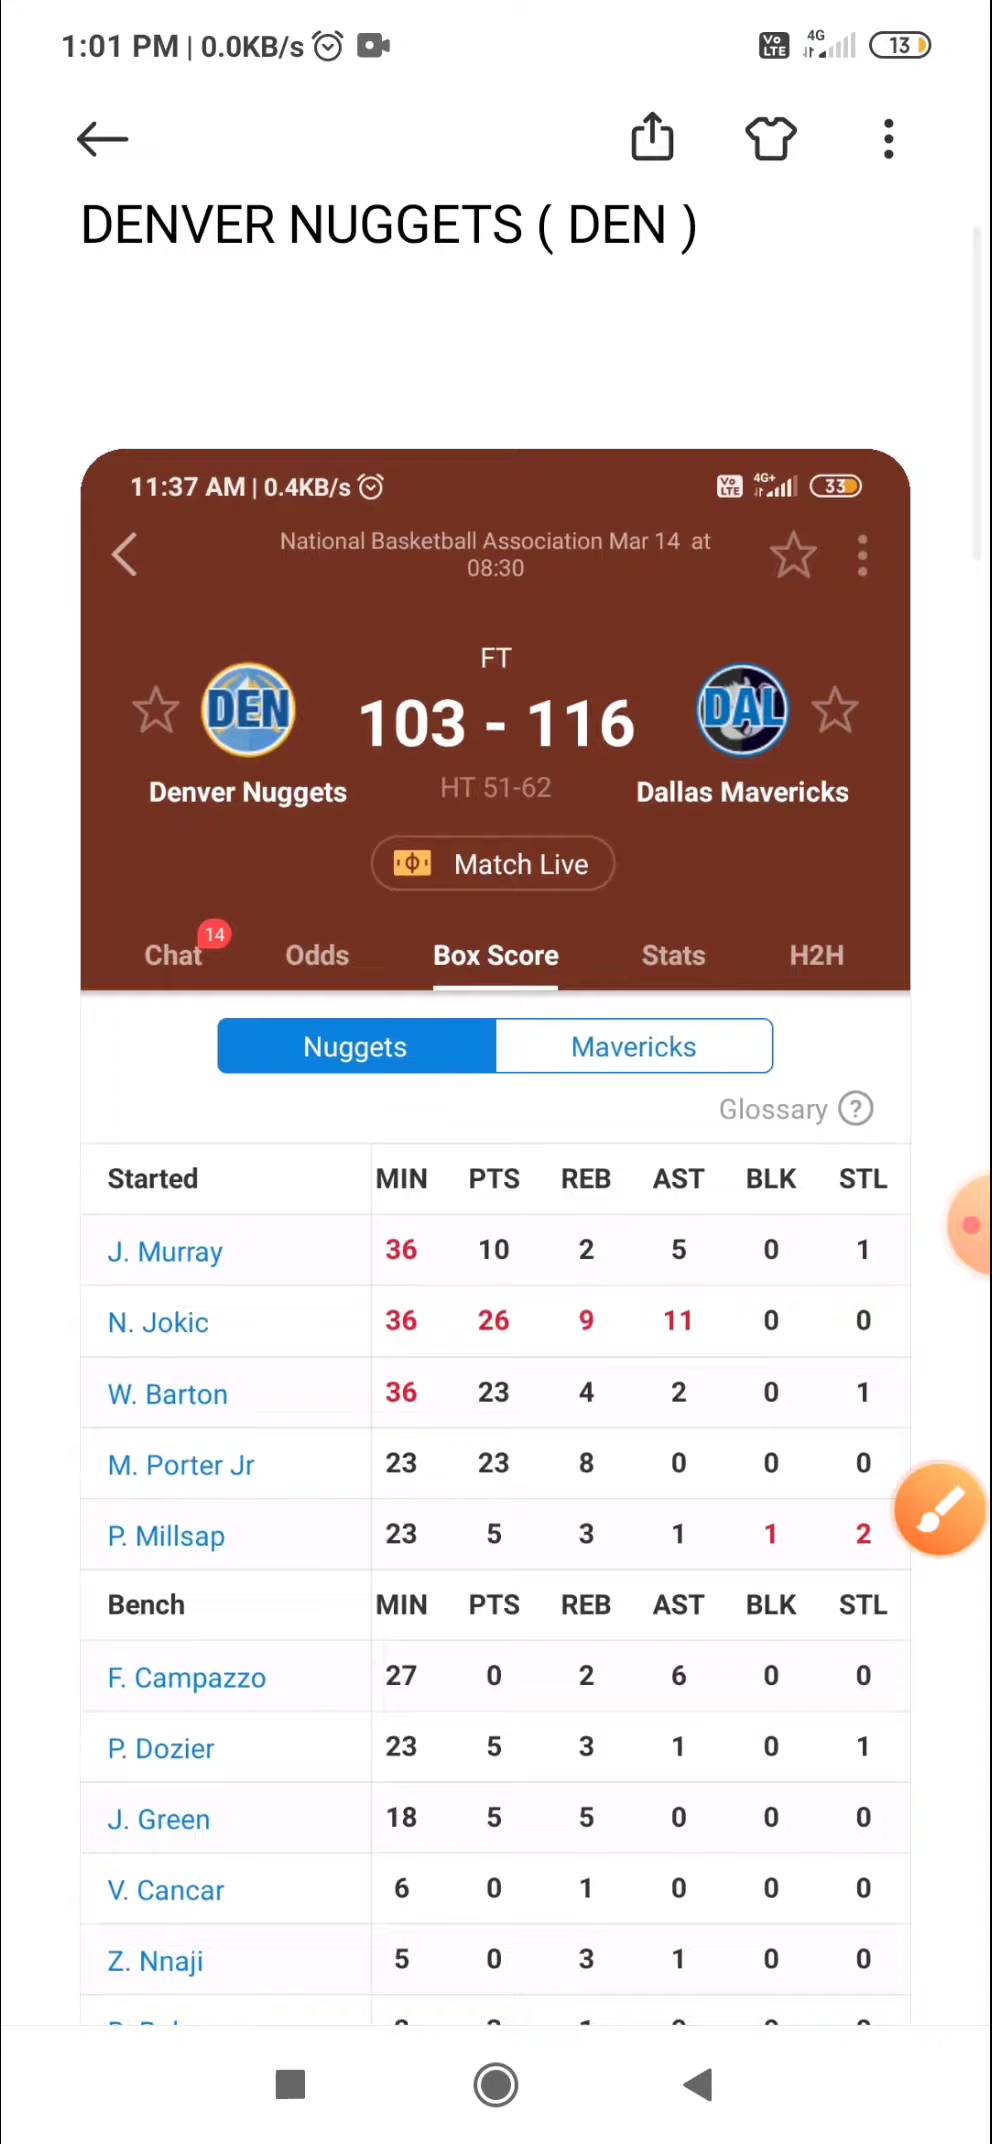 1:01 PM | 0.0KB/s Vo LTE 4G 13
DENVER NUGGETS ( DEN )
11:37 AM | 0.4KB/s Vo LTE 4G+ 33
National Basketball Association Mar 14 at
08:30
FT
DEN 103 - 116 DAL
Denver Nuggets HT 51-62 Dallas Mavericks
Match Live
Chat 14 Odds Box Score Stats H2H
Nuggets Mavericks
Glossary ?
Started MIN PTS REB AST BLK STL
J. Murray 36 10 2 5 0 1
N. Jokic 36 26 9 11 0 0
W. Barton 36 23 4 2 0 1
M. Porter Jr 23 23 8 0 0 0
P. Millsap 23 5 3 1 1 2
Bench MIN PTS REB AST BLK STL
F. Campazzo 27 0 2 6 0 0
P. Dozier 23 5 3 1 0 1
J. Green 18 5 5 0 0 0
V. Cancar 6 0 1 0 0 0
Z. Nnaji 5 0 3 1 0 0